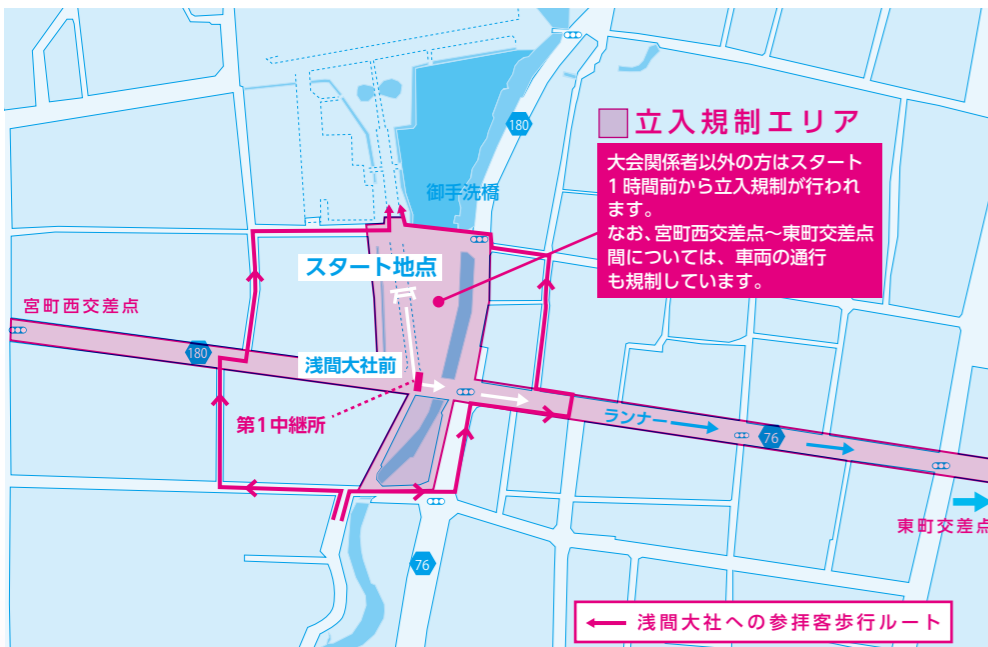 180
立入規制エリア
大会関係者以外の方はスタート
1時間前から立入規制が行われ
ます。
なお、宮町西交差点～東町交差点
間については、車両の通行
も規制しています。
御手洗橋
スタート地点
宮町西交差点
180
浅間大社前
第1中継所
ランナー
76
東町交差点
76
浅間大社への参拝客歩行ルート